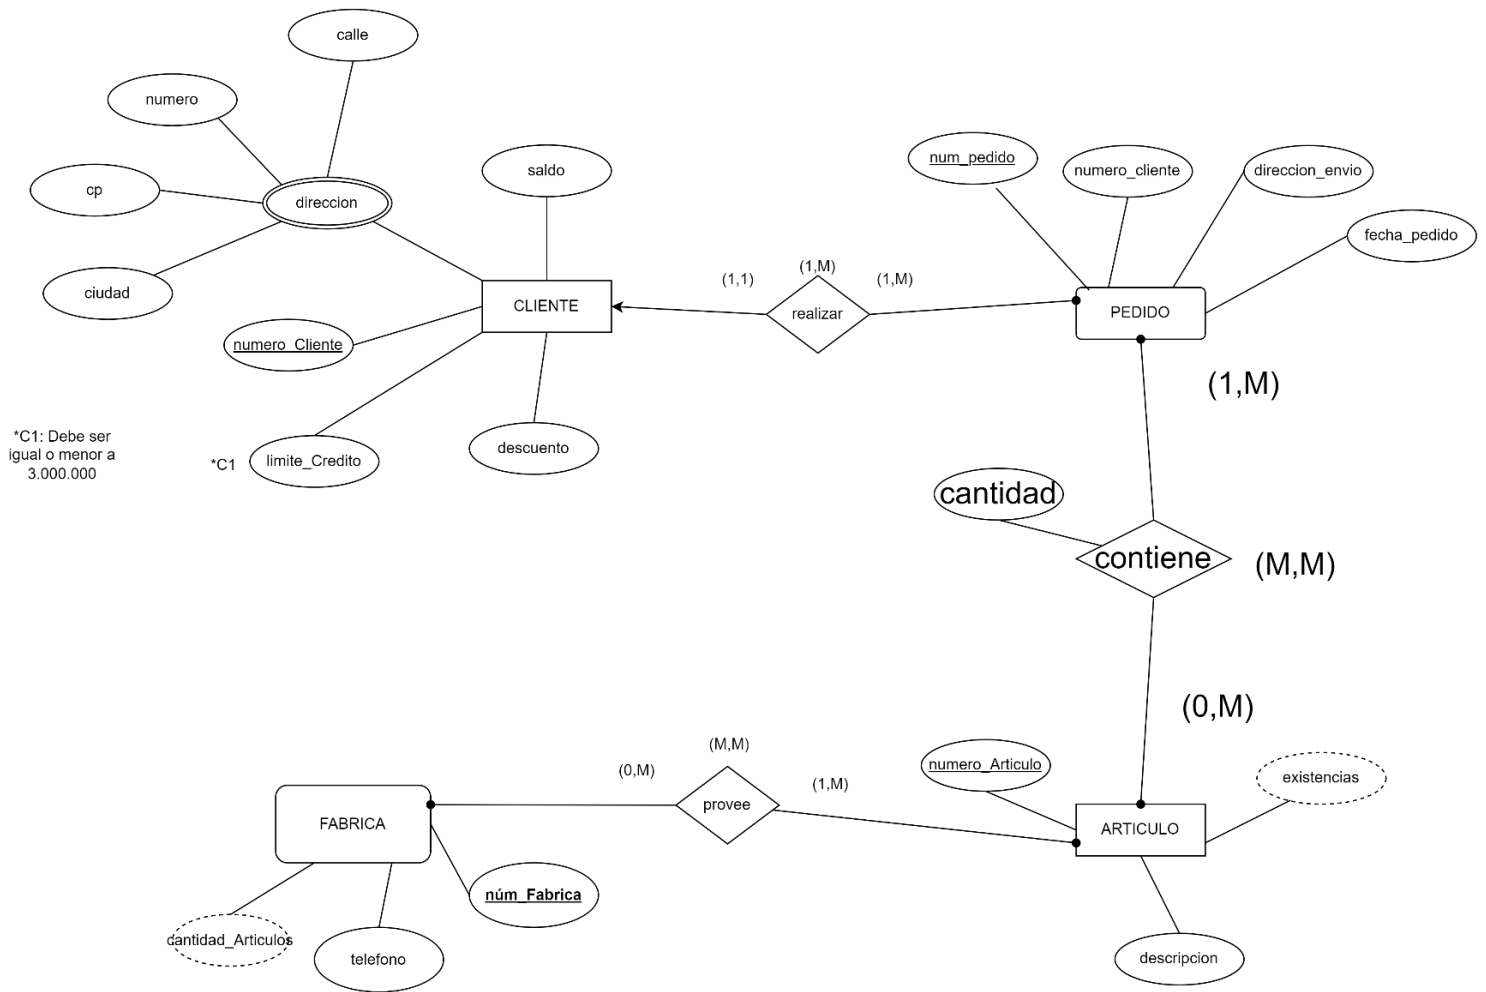 calle
numero
cp
direccion
ciudad
saldo
CLIENTE
numero_Cliente
limite_Credito
*C1
descuento
*C1: Debe ser
igual o menor a
3.000.000
(1,1)
(1,M)
(1,M)
realizar
num_pedido
numero_cliente
direccion_envio
fecha_pedido
PEDIDO
(1,M)
cantidad
contiene
(M,M)
(0,M)
numero_Articulo
existencias
ARTICULO
descripcion
(M,M)
(0,M)
(1,M)
provee
FABRICA
núm_Fabrica
cantidad_Articulos
telefono